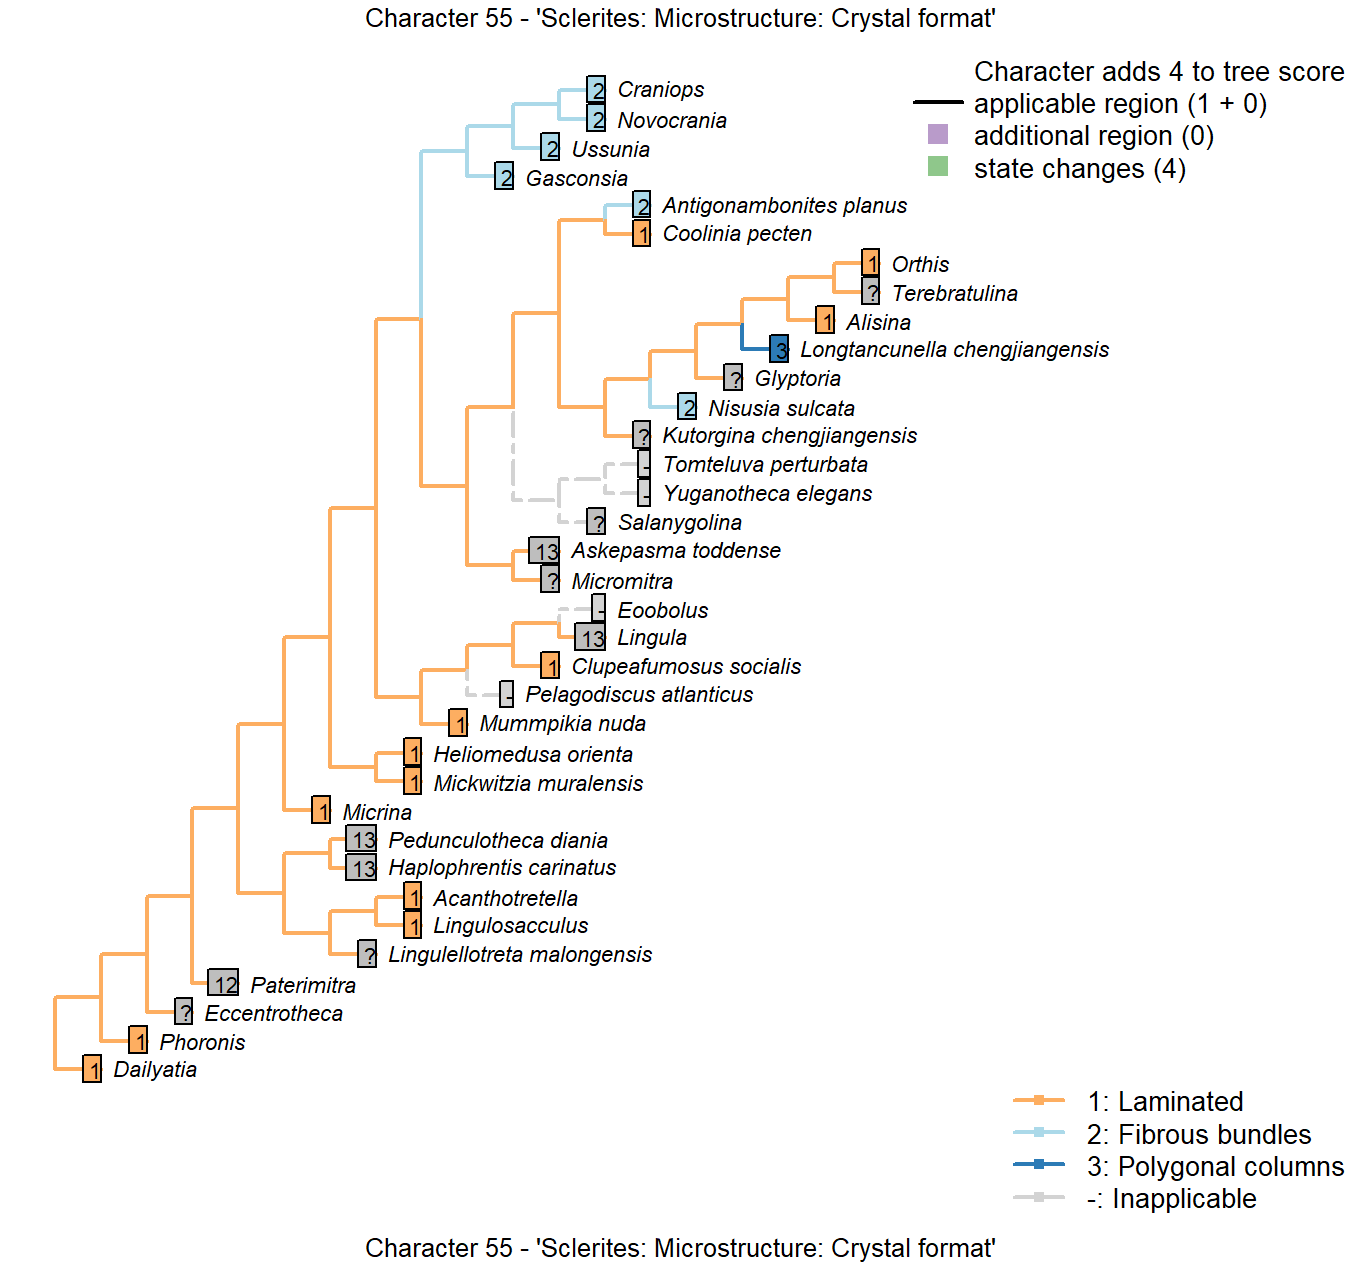 Character 55 - 'Sclerites: Microstructure: Crystal format'
Character adds 4 to tree score
applicable region (1 + 0)
additional region (0)
state changes (4)
2 Craniops
2 Novocrania
2 Ussunia
2 Gasconsia
2 Antigonambonites planus
1 Coolinia pecten
1 Orthis
? Terebratulina
1 Alisina
3 Longtancunella chengjiangensis
? Glyptoria
2 Nisusia sulcata
? Kutorgina chengjiangensis
- Tomteluva perturbata
- Yuganotheca elegans
? Salanygolina
13 Askepasma toddense
? Micromitra
- Eoobolus
13 Lingula
1 Clupeafumosus socialis
- Pelagodiscus atlanticus
1 Mummpikia nuda
1 Heliomedusa orienta
1 Mickwitzia muralensis
1 Micrina
13 Pedunculotheca diania
13 Haplophrentis carinatus
1 Acanthotretella
1 Lingulosacculus
? Lingulellotreta malongensis
12 Paterimitra
? Eccentrotheca
1 Phoronis
1 Dailyatia
1: Laminated
2: Fibrous bundles
3: Polygonal columns
-: Inapplicable
Character 55 - 'Sclerites: Microstructure: Crystal format'